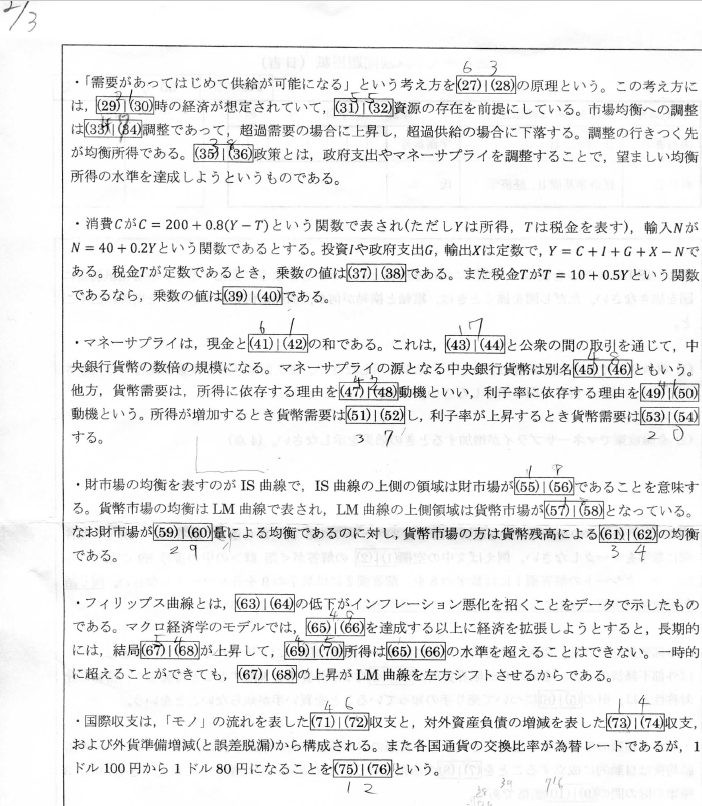 2/3
6 3
・「需要があってはじめて供給が可能になる」という考え方を(27)|(28)の原理という。この考え方に
は，(29)|(30)時の経済が想定されていて，(31)|(32)資源の存在を前提にしている。市場均衡への調整
は(33)|(34)調整であって，超過需要の場合に上昇し，超過供給の場合に下落する。調整の行きつく先
が均衡所得である。(35)|(36)政策とは，政府支出やマネーサプライを調整することで，望ましい均衡
所得の水準を達成しようというものである。
・消費CがC = 200 + 0.8(Y − T)という関数で表され(ただしYは所得，Tは税金を表す)，輸入Nが
N = 40 + 0.2Yという関数であるとする。投資Iや政府支出G，輸出Xは定数で，Y = C + I + G + X − Nで
ある。税金Tが定数であるとき，乗数の値は(37)|(38)である。また税金TがT = 10 + 0.5Yという関数
であるなら，乗数の値は(39)|(40)である。
6 1 17
・マネーサプライは，現金と(41)|(42)の和である。これは，(43)|(44)と公衆の間の取引を通じて，中
央銀行貨幣の数倍の規模になる。マネーサプライの源となる中央銀行貨幣は別名(45)|(46)ともいう。
他方，貨幣需要は，所得に依存する理由を(47)|(48)動機といい，利子率に依存する理由を(49)|(50)
動機という。所得が増加するとき貨幣需要は(51)|(52)し，利子率が上昇するとき貨幣需要は(53)|(54)
する。
3 7 2 0
・財市場の均衡を表すのが IS 曲線で，IS 曲線の上側の領域は財市場が(55)|(56)であることを意味す
る。貨幣市場の均衡は LM 曲線で表され，LM 曲線の上側領域は貨幣市場が(57)|(58)となっている。
なお財市場が(59)|(60)量による均衡であるのに対し，貨幣市場の方は貨幣残高による(61)|(62)の均衡
である。
2 9 3 4
・フィリップス曲線とは，(63)|(64)の低下がインフレーション悪化を招くことをデータで示したもの
である。マクロ経済学のモデルでは，(65)|(66)を達成する以上に経済を拡張しようとすると，長期的
には，結局(67)|(68)が上昇して，(69)|(70)所得は(65)|(66)の水準を超えることはできない。一時的
に超えることができても，(67)|(68)の上昇が LM 曲線を左方シフトさせるからである。
4 6 1 4
・国際収支は，「モノ」の流れを表した(71)|(72)収支と，対外資産負債の増減を表した(73)|(74)収支，
および外貨準備増減(と誤差脱漏)から構成される。また各国通貨の交換比率が為替レートであるが，1
ドル 100 円から 1 ドル 80 円になることを(75)|(76)という。
1 2